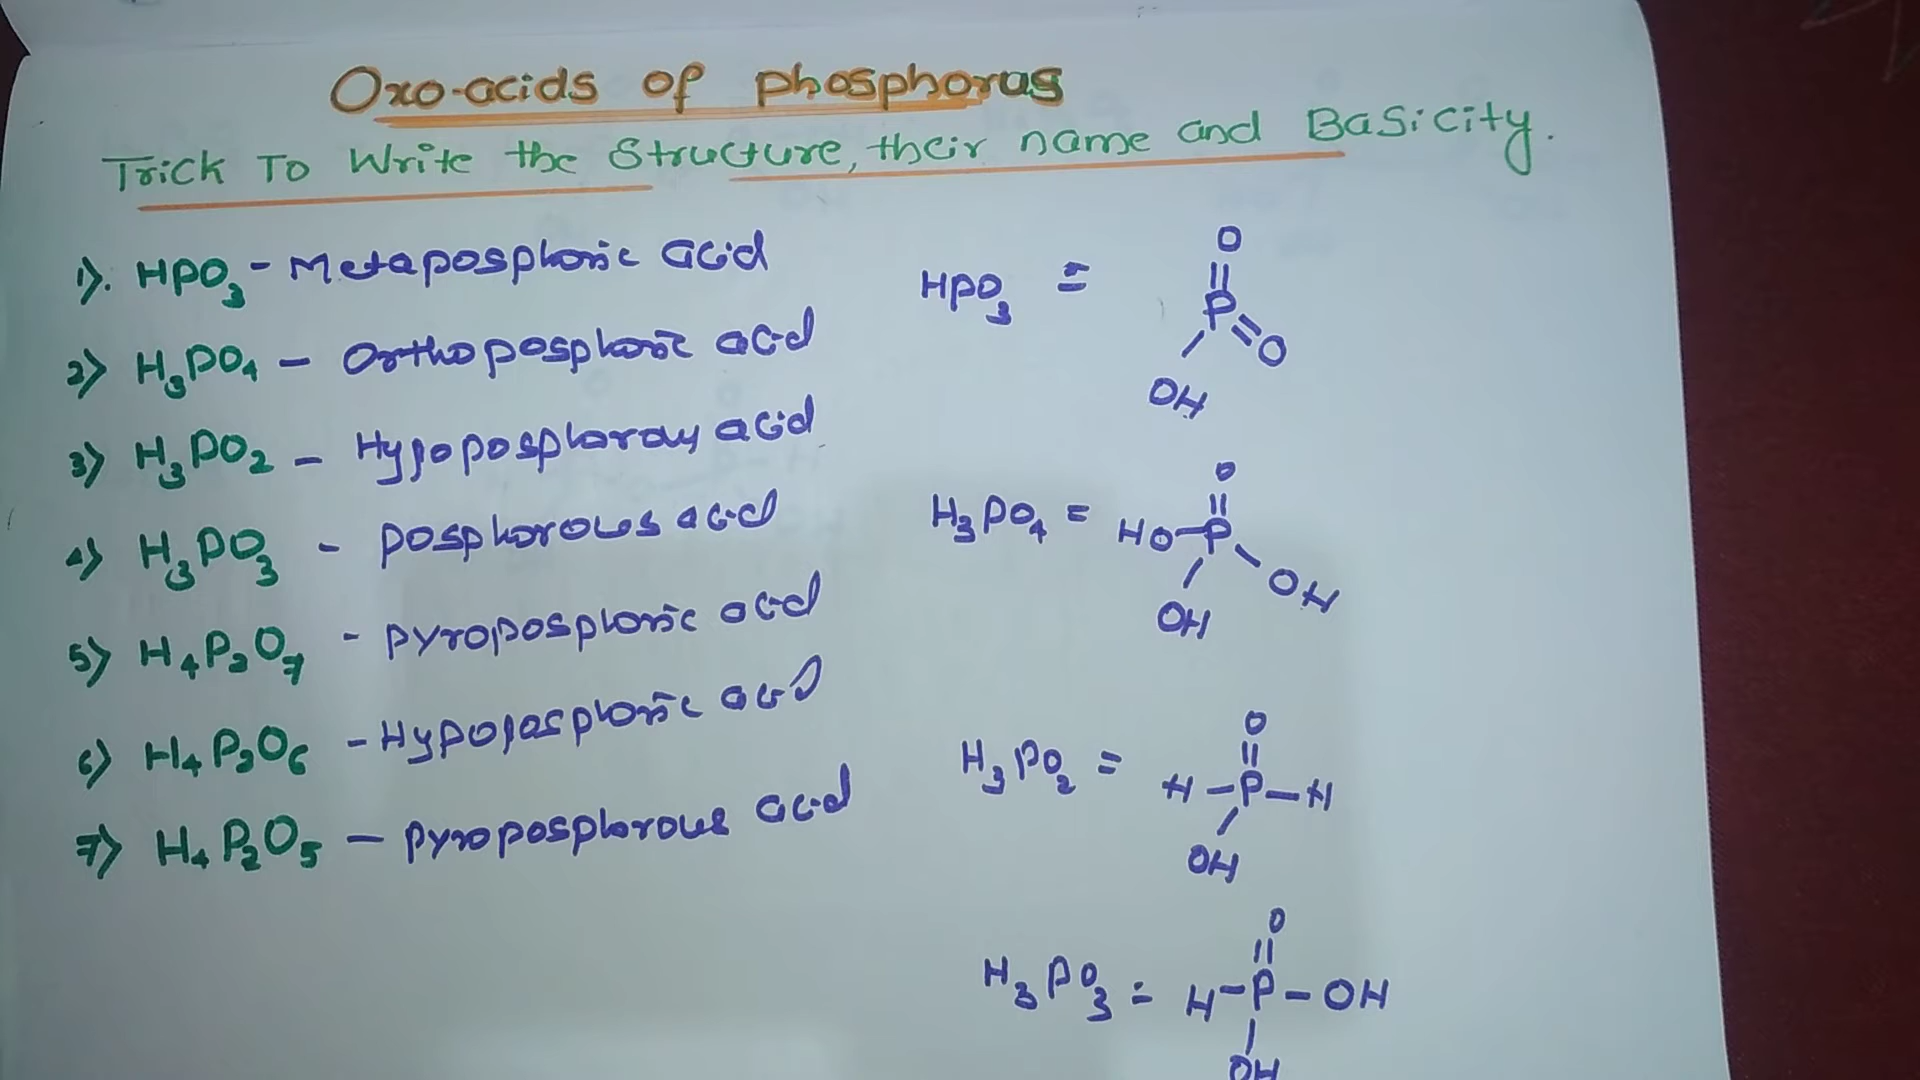 Oxo-acids of phosphoras
Trick To Write the Structure, their name and Basicity.
1). HPO3 - Metaposphoric acid
2) H3PO4 - Orthoposphoric acid
3) H3PO2 - Hypoposphorous acid
4) H3PO3 - posphorous acid
5) H4P2O7 - pyroposphoric acid
6) H4P2O6 - Hypoposphoric acid
7) H4P2O5 - pyroposphorous acid
HPO3 =
O
||
P=O
OH
H3PO4 =
O
||
HO-P
OH
OH
H3PO2 =
O
||
H-P-H
OH
H3PO3 =
O
||
H-P-OH
|
OH